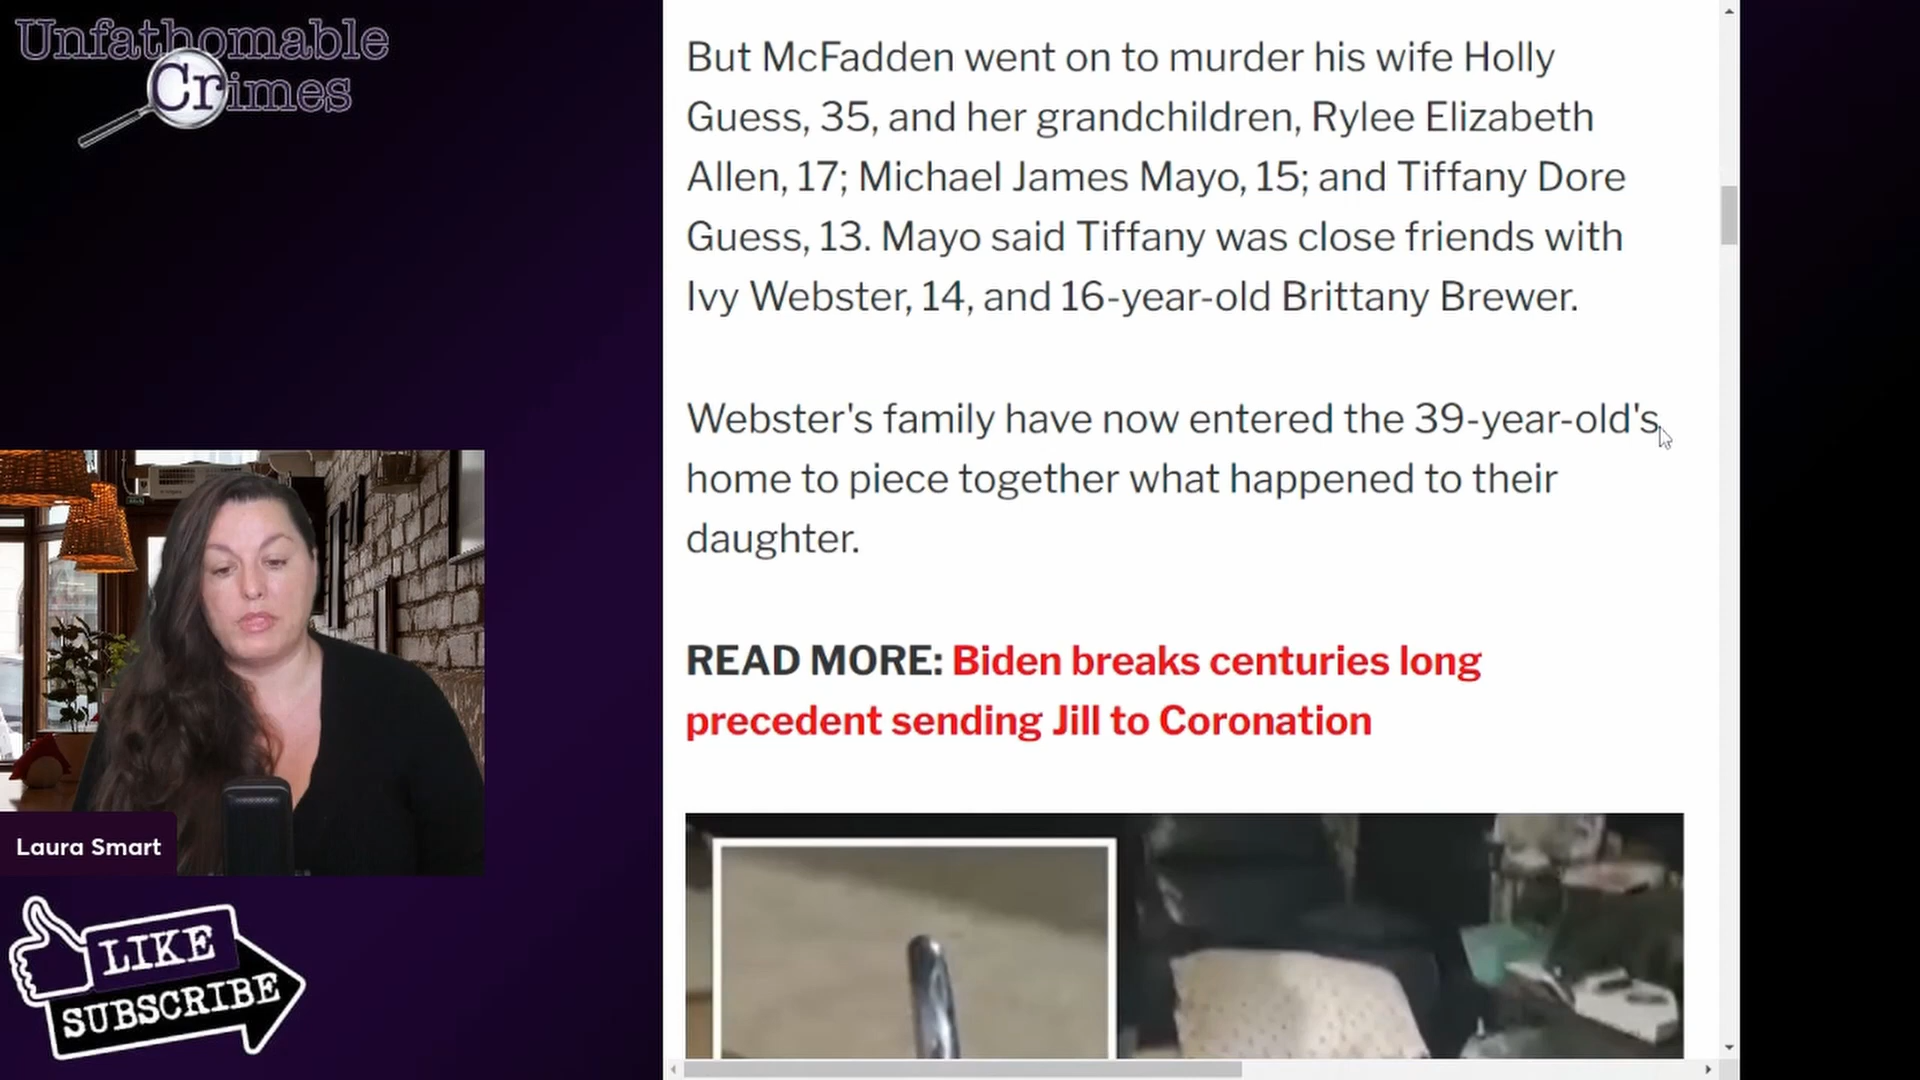 Unfathomable
Crimes
But McFadden went on to murder his wife Holly
Guess, 35, and her grandchildren, Rylee Elizabeth
Allen, 17; Michael James Mayo, 15; and Tiffany Dore
Guess, 13. Mayo said Tiffany was close friends with
Ivy Webster, 14, and 16-year-old Brittany Brewer.
Webster's family have now entered the 39-year-old's
home to piece together what happened to their
daughter.
READ MORE: Biden breaks centuries long
precedent sending Jill to Coronation
Laura Smart
LIKE
SUBSCRIBE